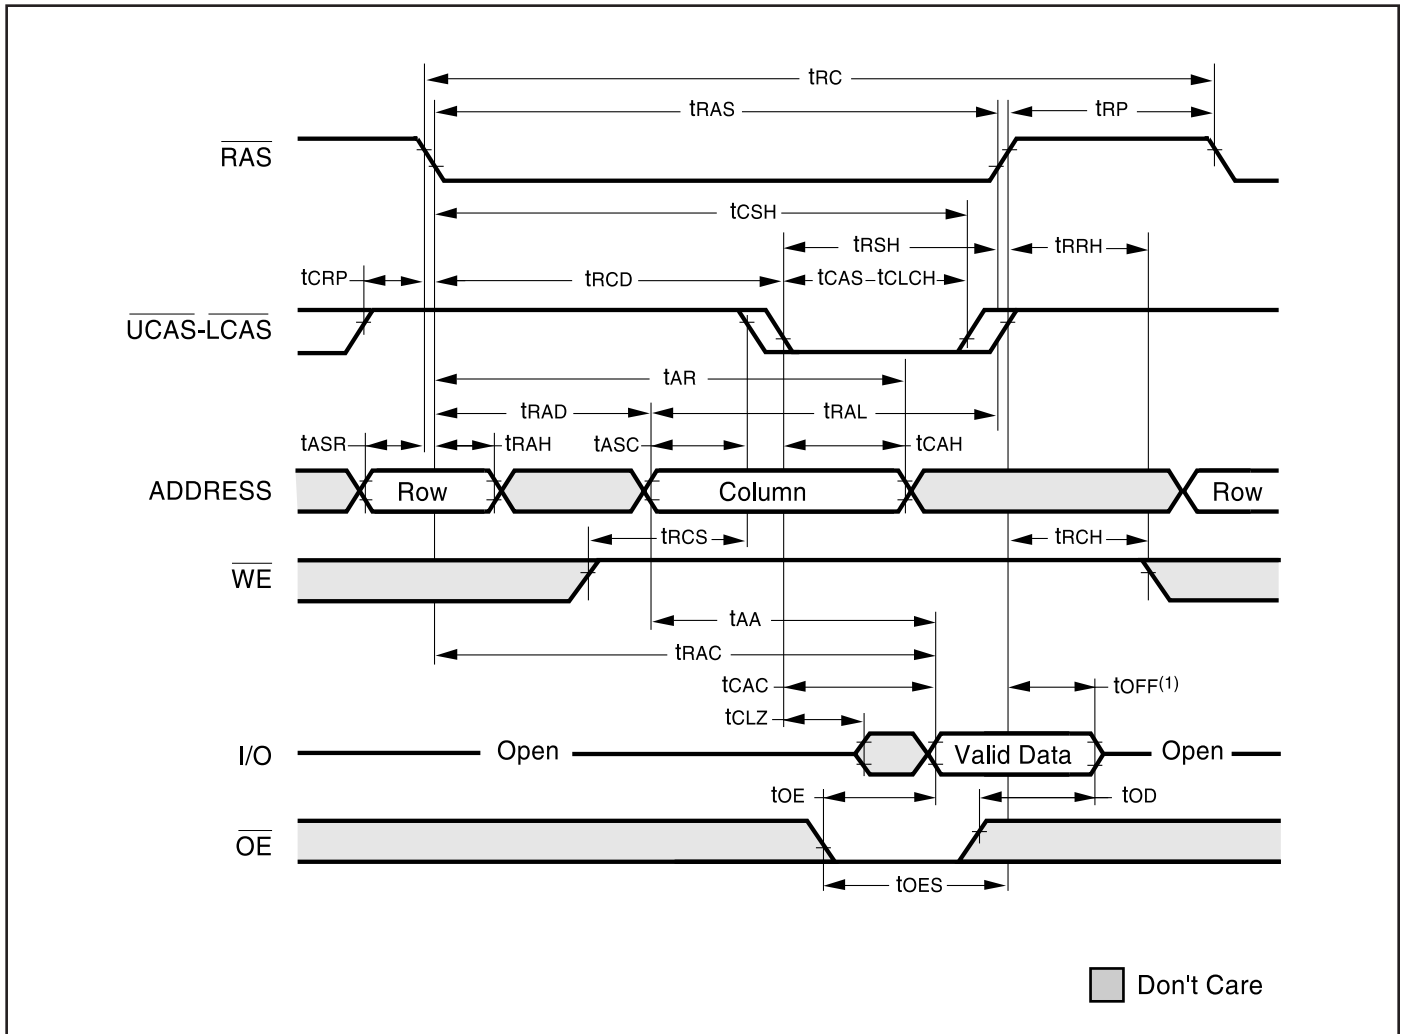 tRC
tRAS
tRP
RAS
tCSH
tRSH
tRRH
tCRP
tRCD
tCAS-tCLCH
UCAS-LCAS
tAR
tRAD
tRAL
tASR
tRAH
tASC
tCAH
ADDRESS
Row
Column
Row
tRCS
tRCH
WE
tAA
tRAC
tCAC
tOFF(1)
tCLZ
I/O
Open
Valid Data
Open
tOE
tOD
OE
tOES
Don't Care